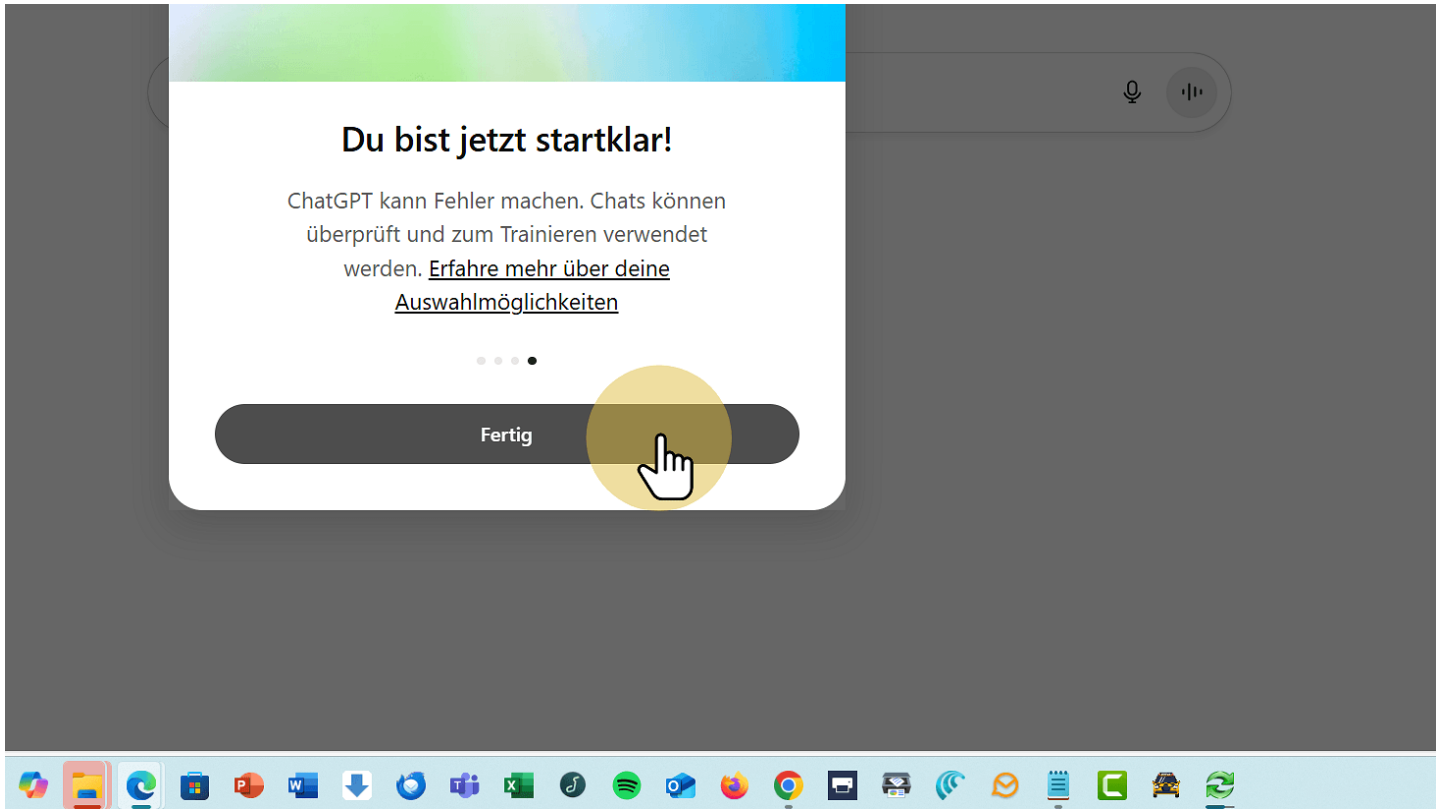 Du bist jetzt startklar!
ChatGPT kann Fehler machen. Chats können
überprüft und zum Trainieren verwendet
werden. Erfahre mehr über deine
Auswahlmöglichkeiten
Fertig